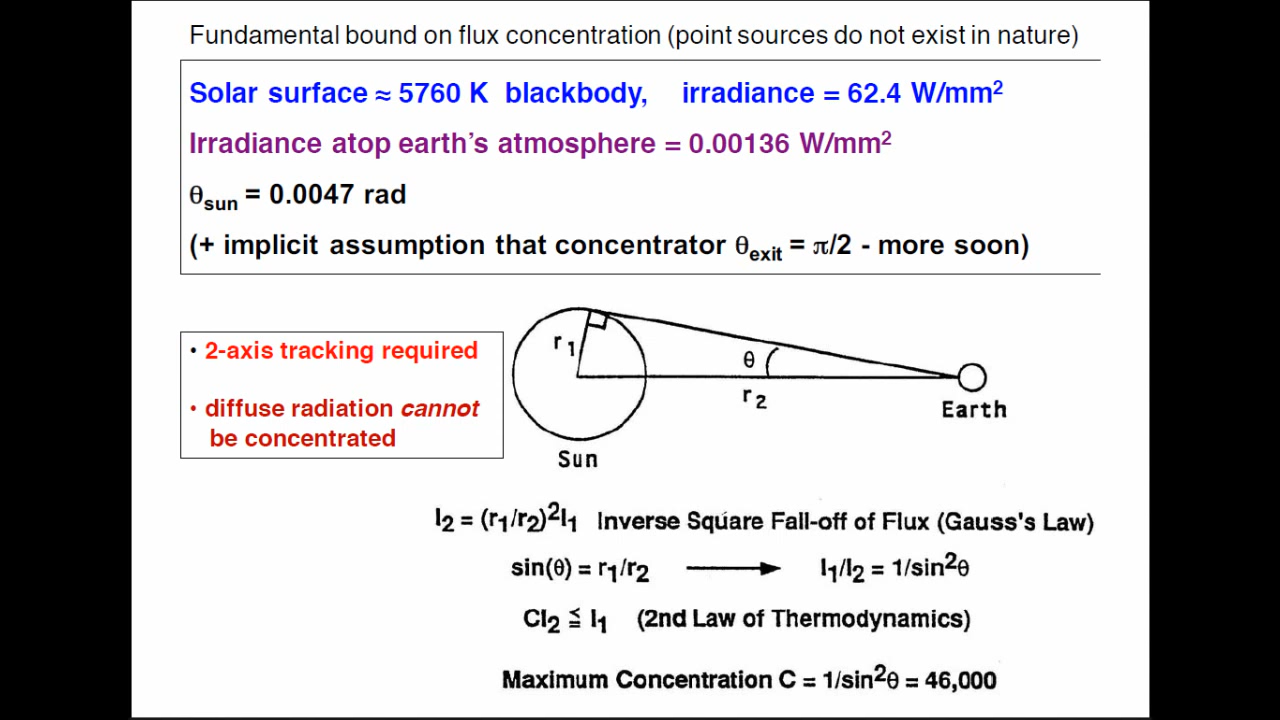 Fundamental bound on flux concentration (point sources do not exist in nature)
Solar surface ≈ 5760 K blackbody, irradiance = 62.4 W/mm²
Irradiance atop earth's atmosphere = 0.00136 W/mm²
θsun = 0.0047 rad
(+ implicit assumption that concentrator θexit = π/2 - more soon)
• 2-axis tracking required
• diffuse radiation cannot
be concentrated
r1
θ
r2
Earth
Sun
I2 = (r1/r2)²I1 Inverse Square Fall-off of Flux (Gauss's Law)
sin(θ) = r1/r2 → I1/I2 = 1/sin²θ
CI2 ≦ I1 (2nd Law of Thermodynamics)
Maximum Concentration C = 1/sin²θ = 46,000